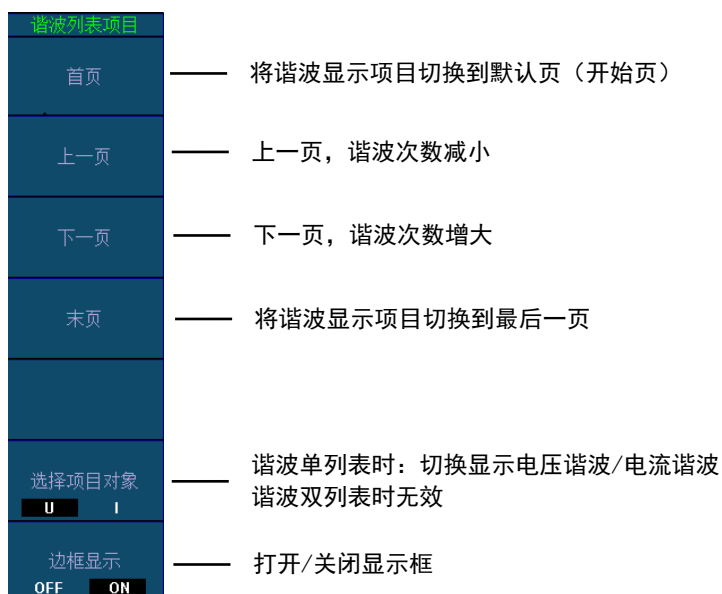 谐波列表项目
首页
将谐波显示项目切换到默认页（开始页）
上一页
上一页，谐波次数减小
下一页
下一页，谐波次数增大
末页
将谐波显示项目切换到最后一页
选择项目对象
U I
谐波单列表时：切换显示电压谐波/电流谐波
谐波双列表时无效
边框显示
OFF ON
打开/关闭显示框